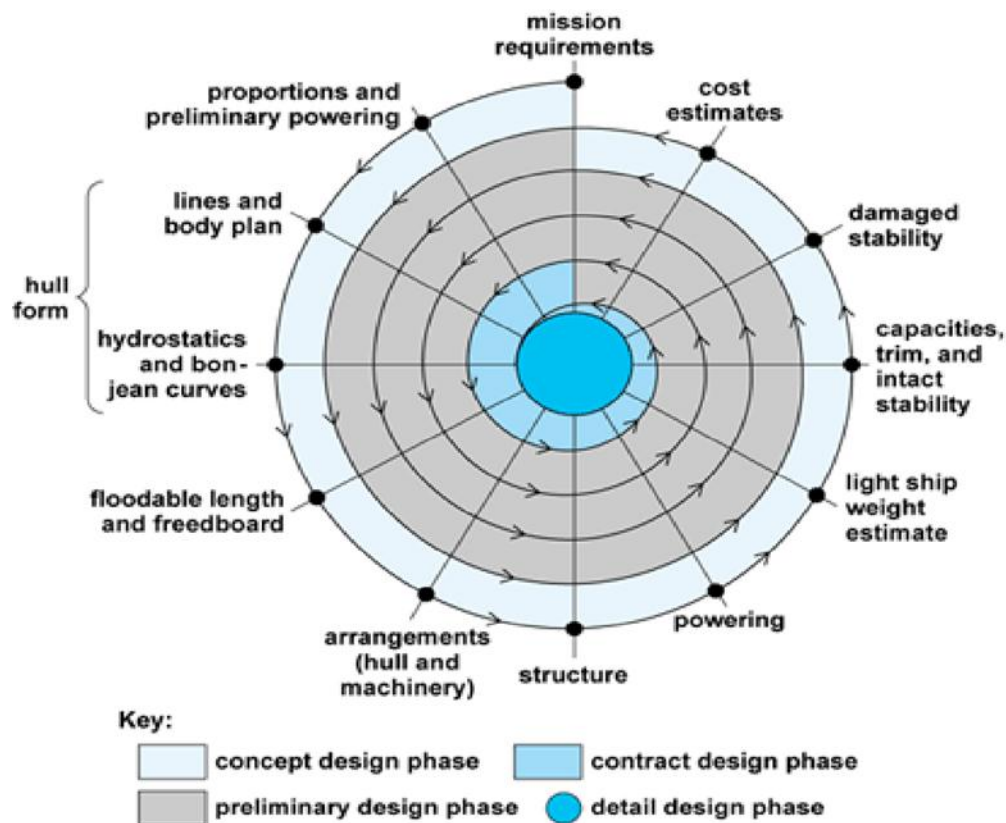 mission
requirements
cost
estimates
proportions and
preliminary powering
lines and
body plan
damaged
stability
hull
form
hydrostatics
and bon-
jean curves
capacities,
trim, and
intact
stability
floodable length
and freedboard
light ship
weight
estimate
arrangements
(hull and
machinery)
structure
powering
Key:
concept design phase
contract design phase
preliminary design phase
detail design phase